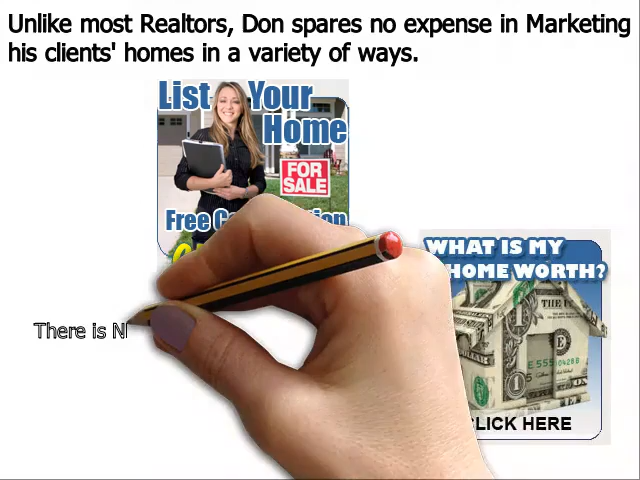 Unlike most Realtors, Don spares no expense in Marketing
his clients' homes in a variety of ways.
List Your
Home
FOR
SALE
Free
WHAT IS MY
HOME WORTH?
CLICK HERE
There is N